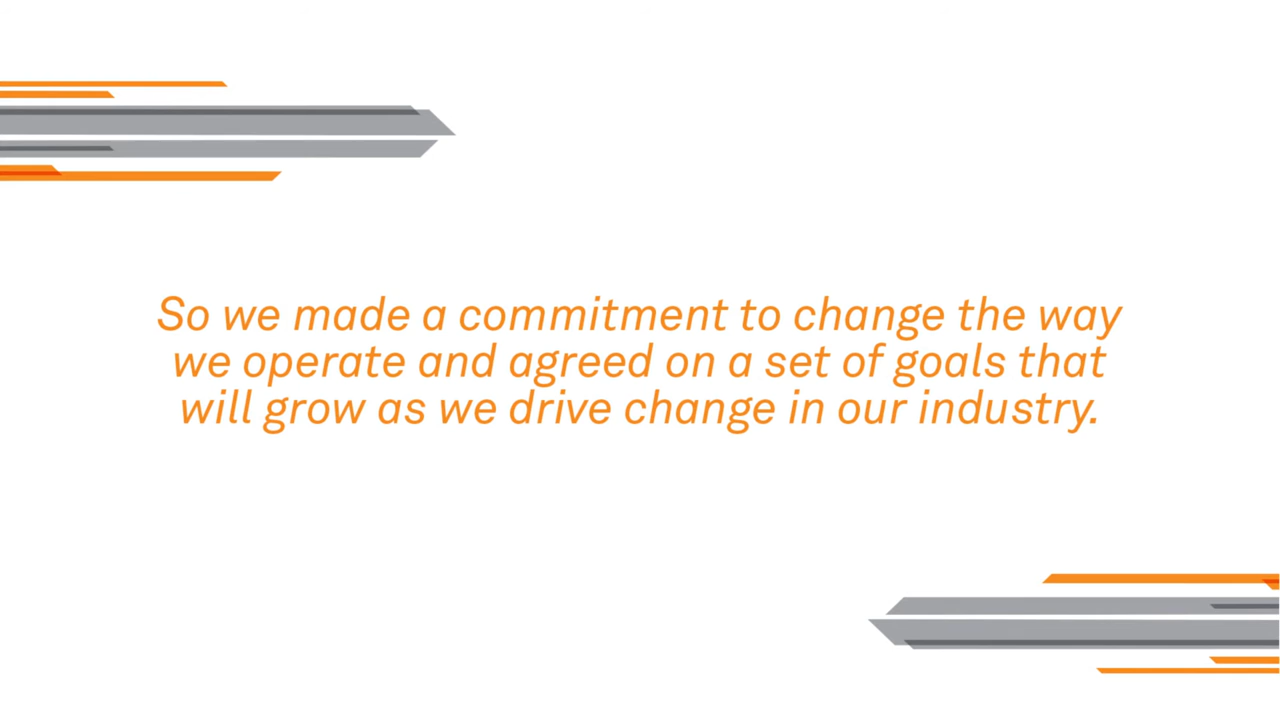 So we made a commitment to change the way
we operate and agreed on a set of goals that
will grow as we drive change in our industry.